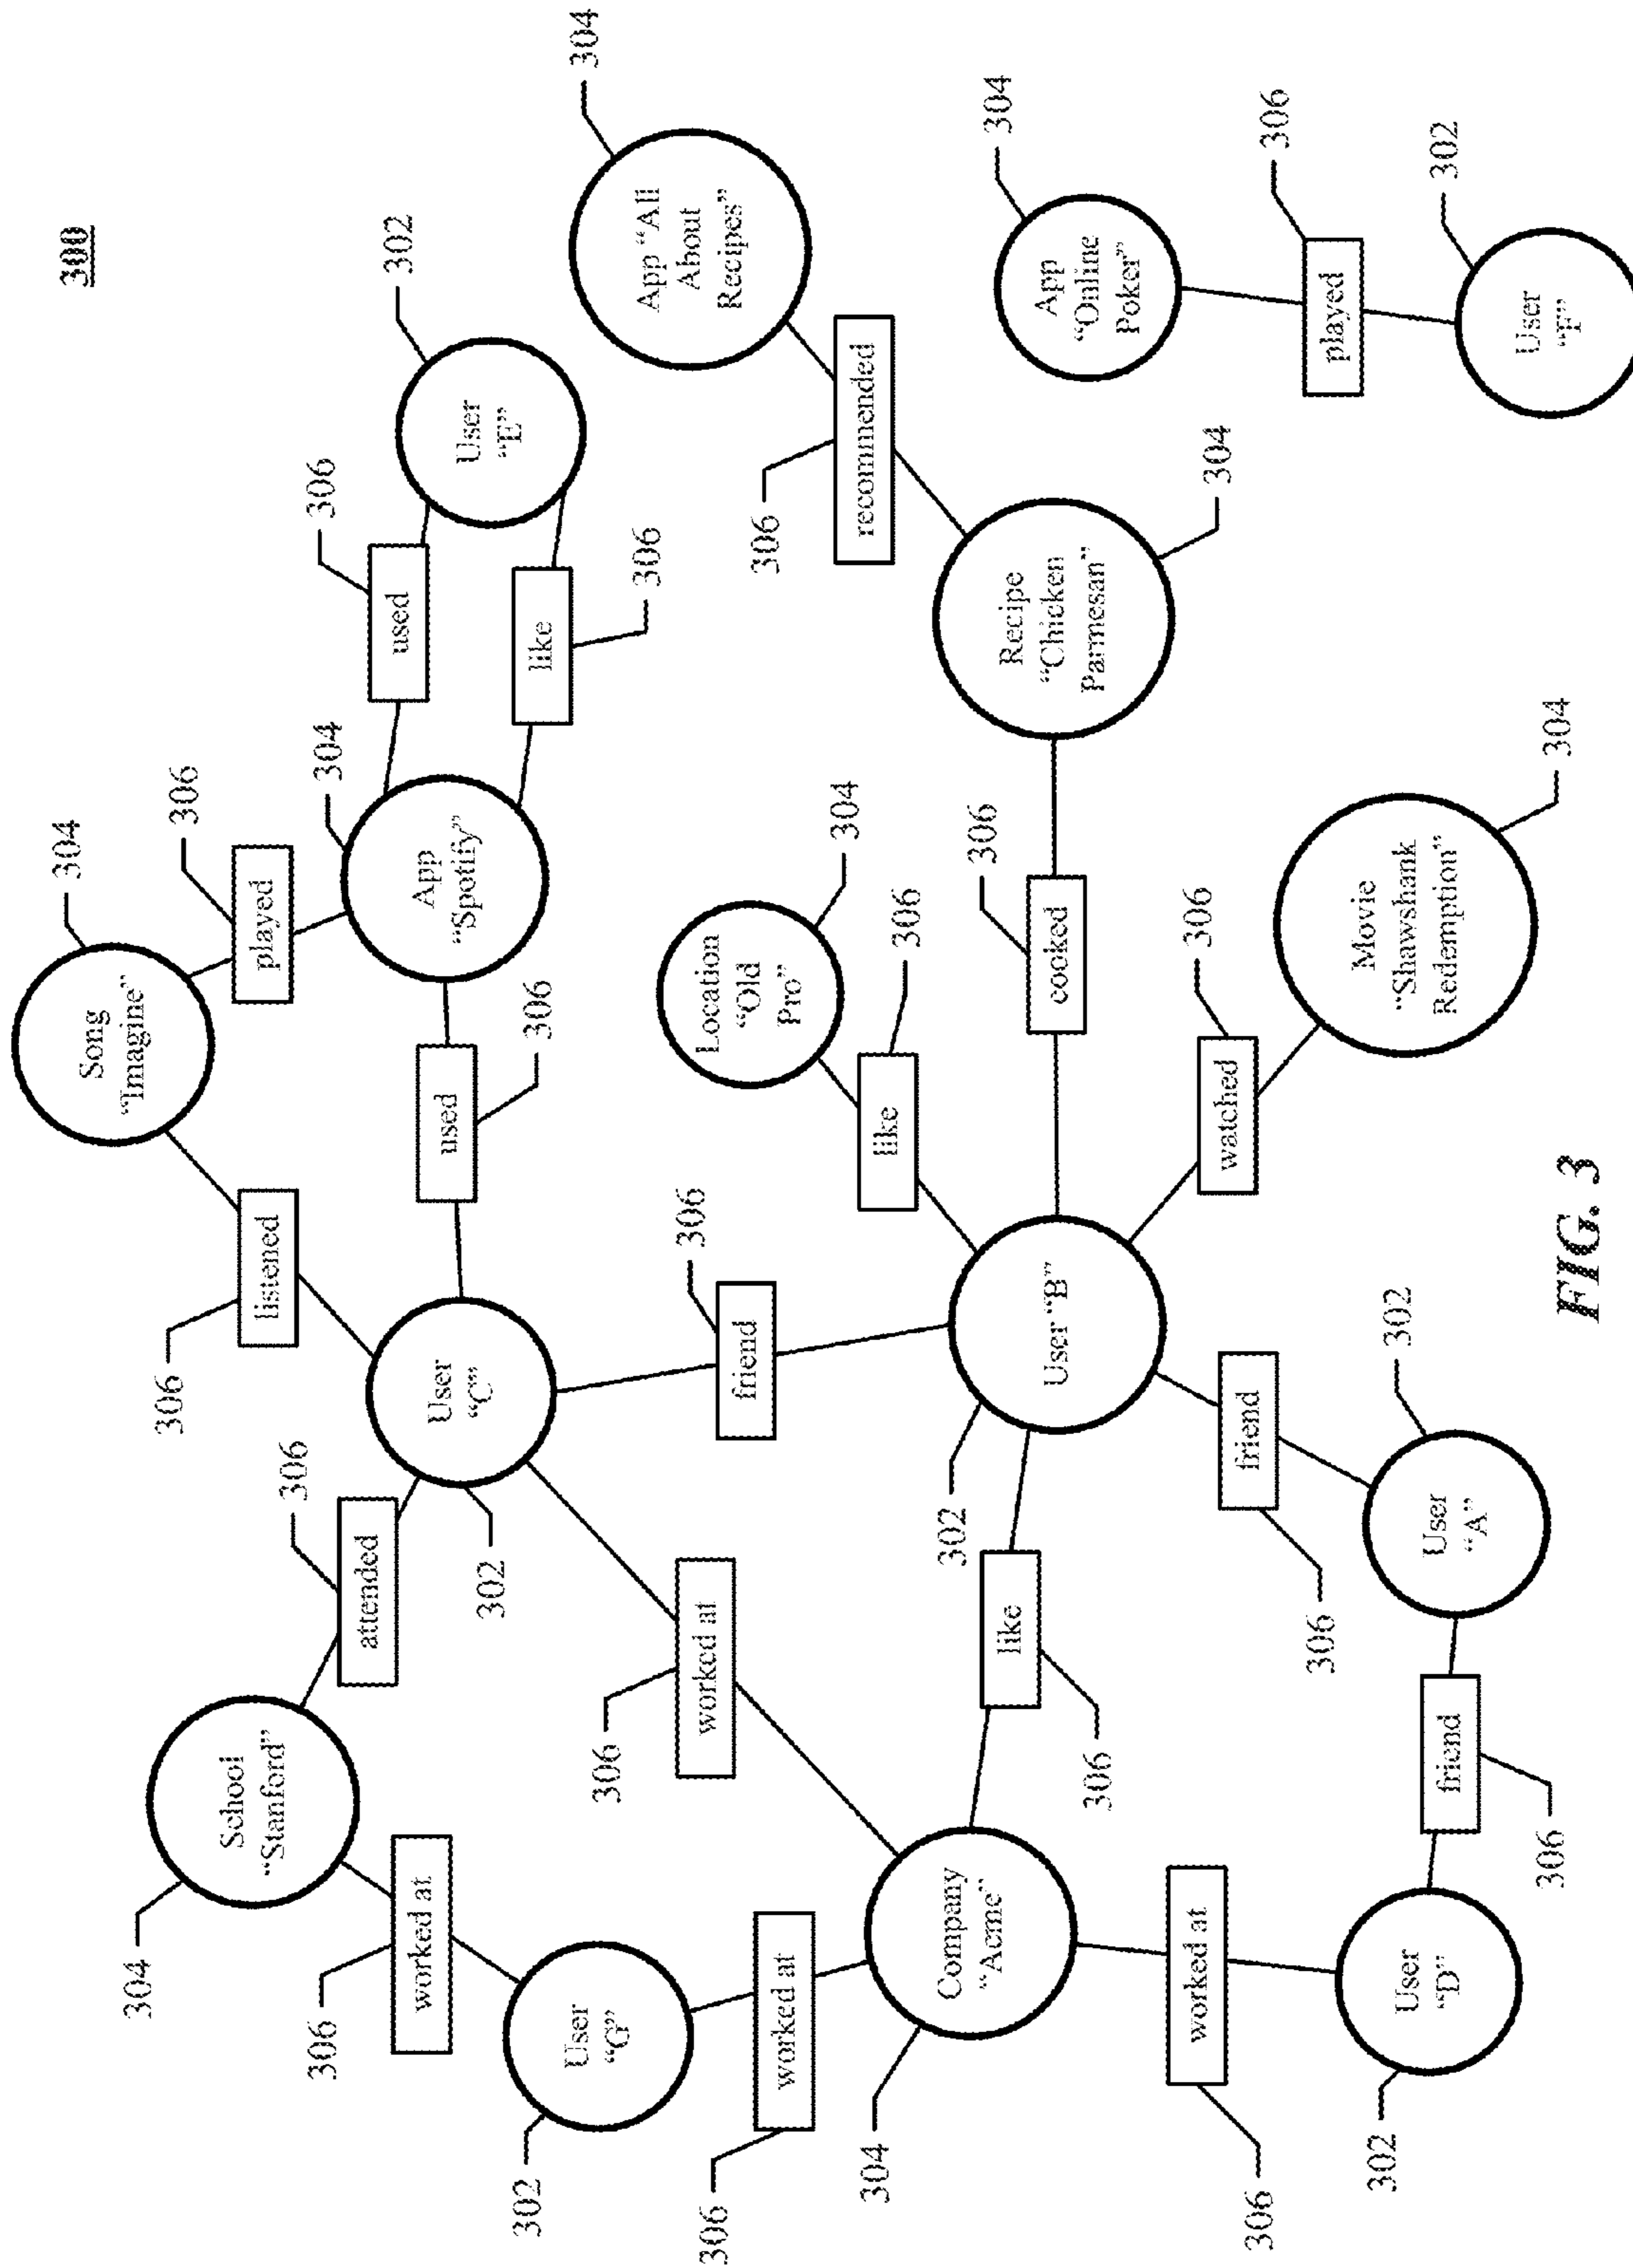 300
304
Song
“Imagine”
304
306
306
School
“Stanford”
listened
played
306
306
306
304
302
attended
used
worked at
App
“Spotify”
User
“C”
used
User
“E”
302
302
306
like
306
304
User
“G”
306
306
306
worked at
friend
Location
“Old
Pro”
App “All
About
Recipes”
306
worked at
304
306
recommended
304
like
306
302
306
304
Company
“Acme”
like
User “B”
cooked
Recipe
“Chicken
Parmesan”
App
“Online
Poker”
306
304
306
worked at
306
friend
watched
306
306
played
302
302
User
“D”
friend
User
“A”
302
Movie
“Shawshank
Redemption”
304
User
“F”
306
FIG. 3